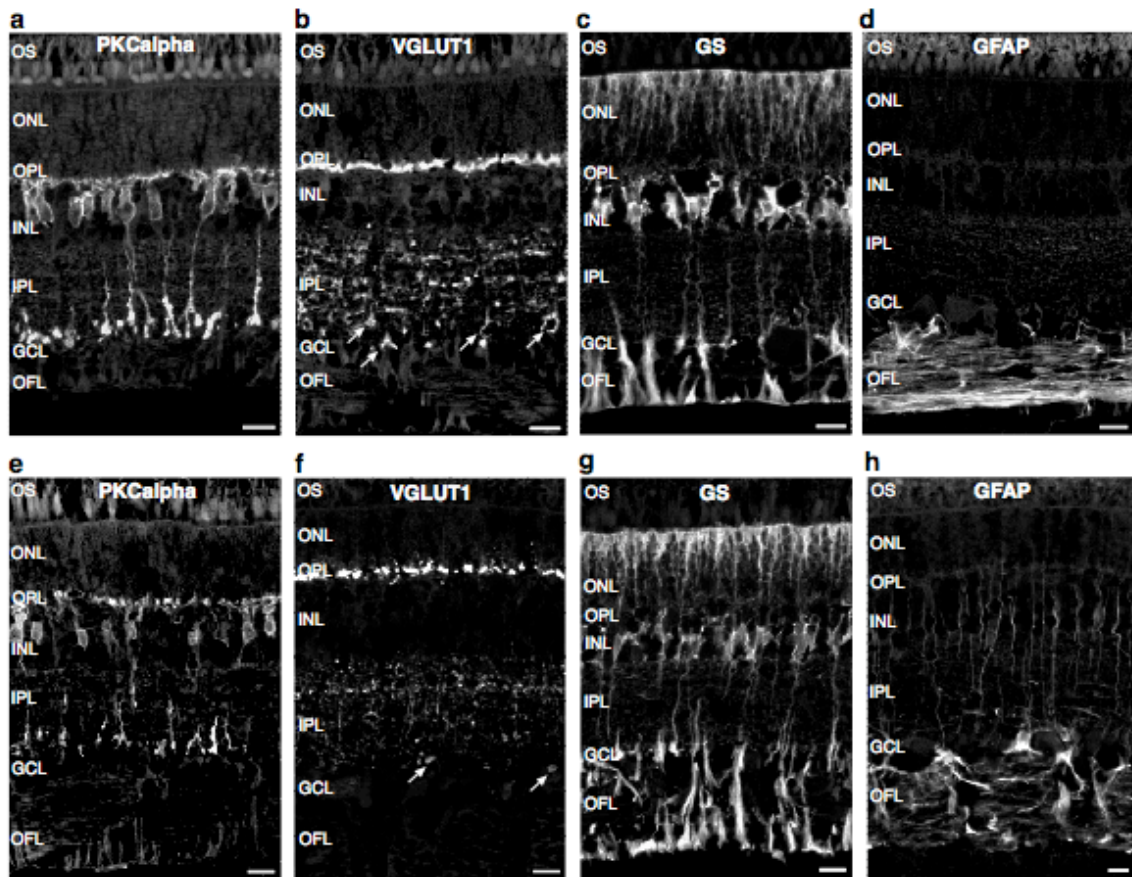 a
PKCalpha
OS
ONL
OPL
INL
IPL
GCL
OFL
b
VGLUT1
OS
ONL
OPL
INL
IPL
GCL
OFL
c
GS
OS
ONL
OPL
INL
IPL
GCL
OFL
d
GFAP
OS
ONL
OPL
INL
IPL
GCL
OFL
e
PKCalpha
OS
ONL
OPL
INL
IPL
GCL
OFL
f
VGLUT1
OS
ONL
OPL
INL
IPL
GCL
OFL
g
GS
OS
ONL
OPL
INL
IPL
GCL
OFL
h
GFAP
OS
ONL
OPL
INL
IPL
GCL
OFL